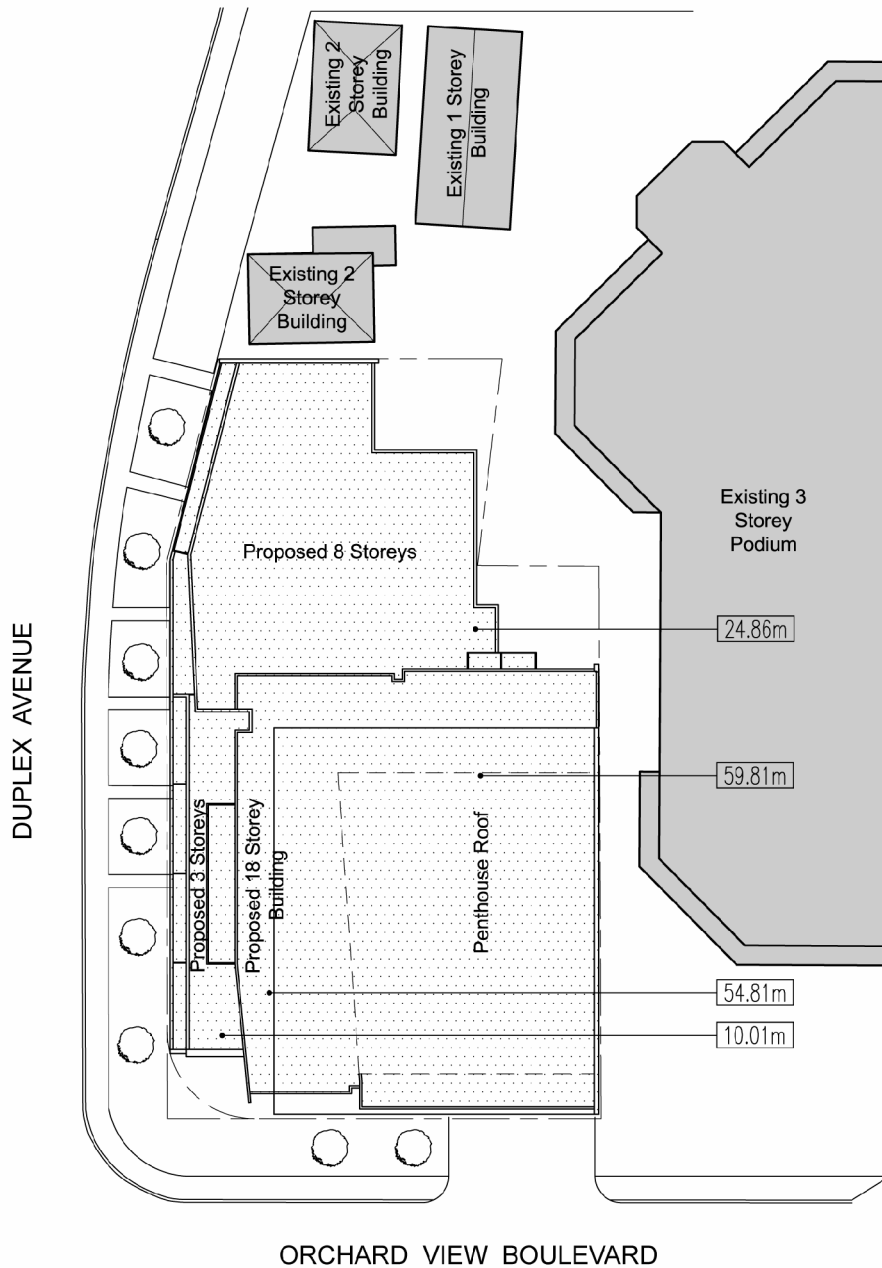 Existing 2
Storey
Building
Existing 1 Storey
Building
Existing 2
Storey
Building
Existing 3
Storey
Podium
Proposed 8 Storeys
24.86m
DUPLEX AVENUE
59.81m
Proposed 3 Storeys
Proposed 18 Storey
Building
Penthouse Roof
54.81m
10.01m
ORCHARD VIEW BOULEVARD